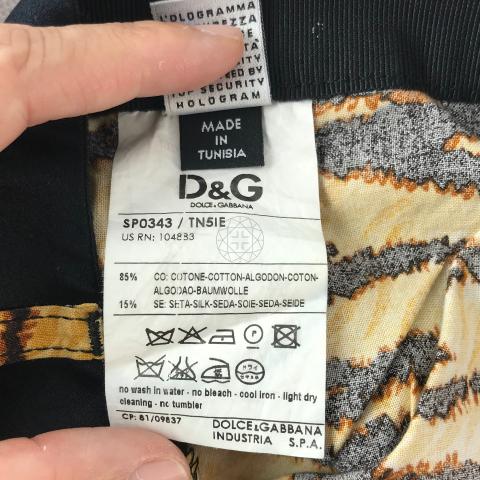 L'OLOGRAMMA
BY
TOP SECURITY
HOLOGRAM
MADE
IN
TUNISIA
D&G
DOLCE & GABBANA
SP0343 / TN5IE
US RN: 104833
85% CO: COTONE-COTTON-ALGODON-COTON-
ALGODAO-BAUMWOLLE
15% SE: SETA-SILK-SEDA-SOIE-SEDA-SEIDE
no wash in water - no bleach - cool iron - light dry
cleaning - no tumbler
CP: 81/09837
DOLCE&GABBANA
INDUSTRIA S.P.A.